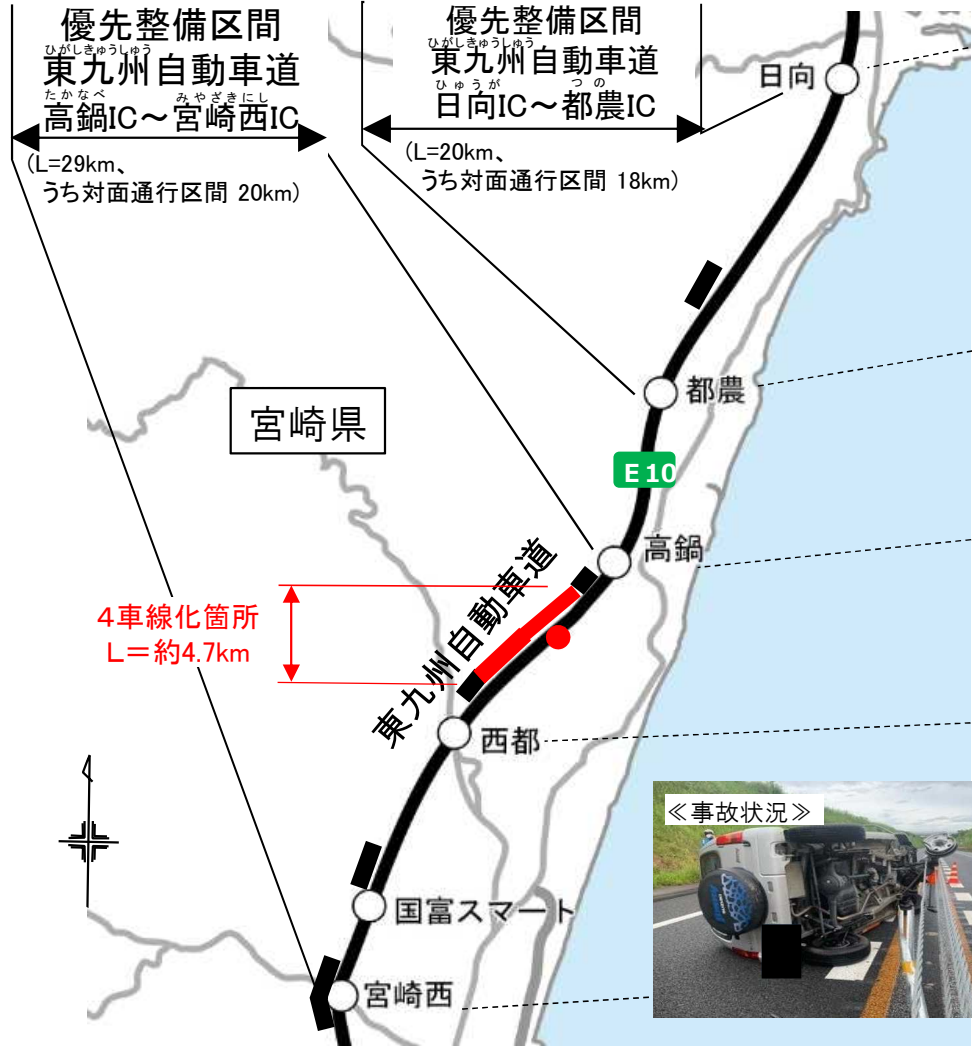 優先整備区間
ひがしきゅうしゅう
東九州自動車道
たかなべ みやざきにし
高鍋IC～宮崎西IC
(L=29km、
うち対面通行区間 20km)
優先整備区間
ひがしきゅうしゅう
東九州自動車道
ひゅうが つの
日向IC～都農IC
(L=20km、
うち対面通行区間 18km)
日向
都農
宮崎県
E10
高鍋
東九州自動車道
4車線化箇所
L＝約4.7km
西都
≪事故状況≫
国富スマート
宮崎西